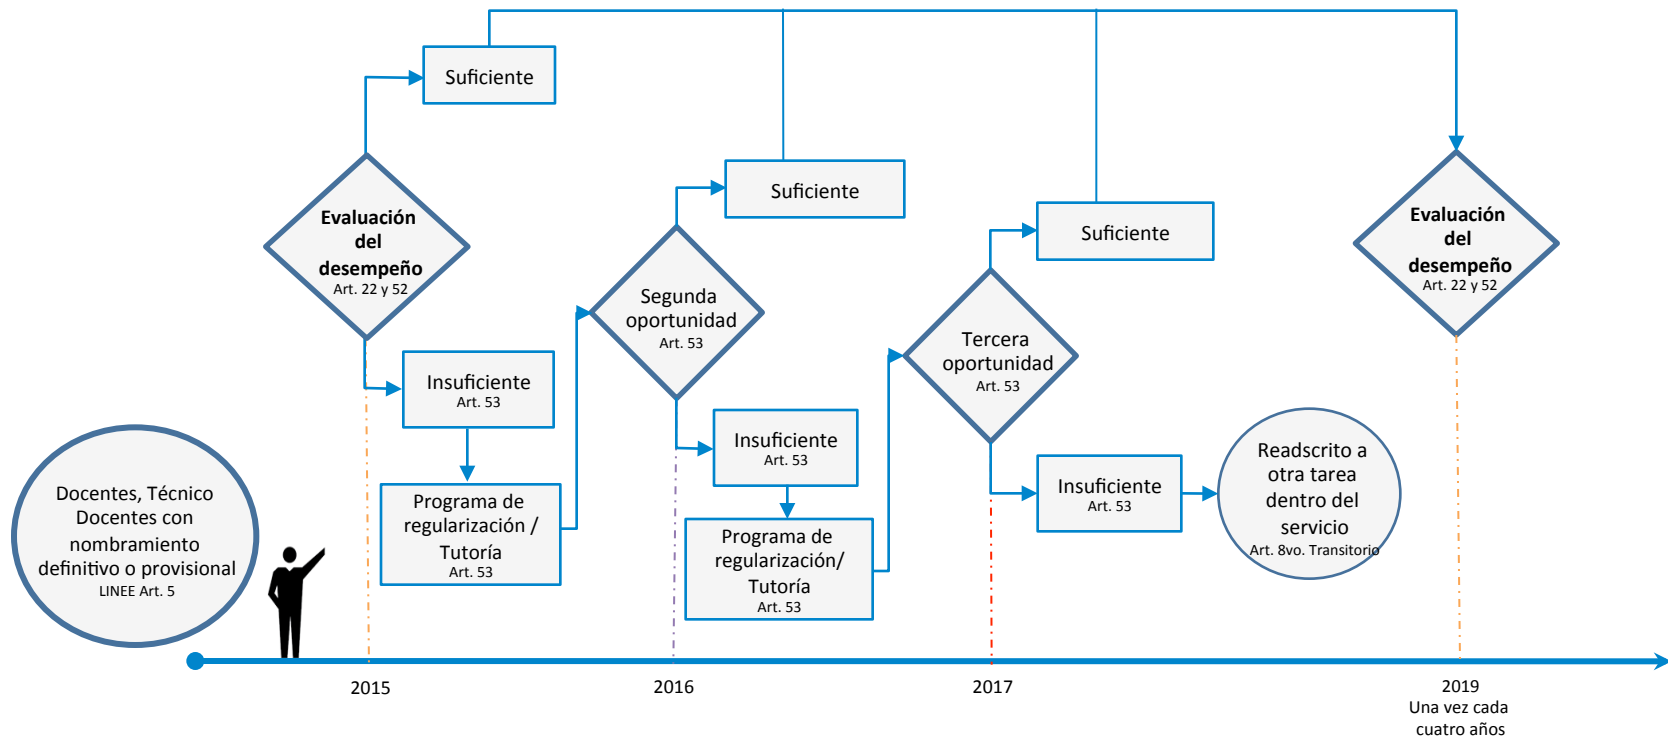 Suficiente
Evaluación
del
desempeño
Art. 22 y 52
Insuficiente
Art. 53
Programa de
regularización /
Tutoría
Art. 53
Docentes, Técnico
Docentes con
nombramiento
definitivo o provisional
LINEE Art. 5
Suficiente
Segunda
oportunidad
Art. 53
Insuficiente
Art. 53
Programa de
regularización/
Tutoría
Art. 53
Suficiente
Tercera
oportunidad
Art. 53
Insuficiente
Art. 53
Readscrito a
otra tarea
dentro del
servicio
Art. 8vo. Transitorio
Evaluación
del
desempeño
Art. 22 y 52
2015
2016
2017
2019
Una vez cada
cuatro años